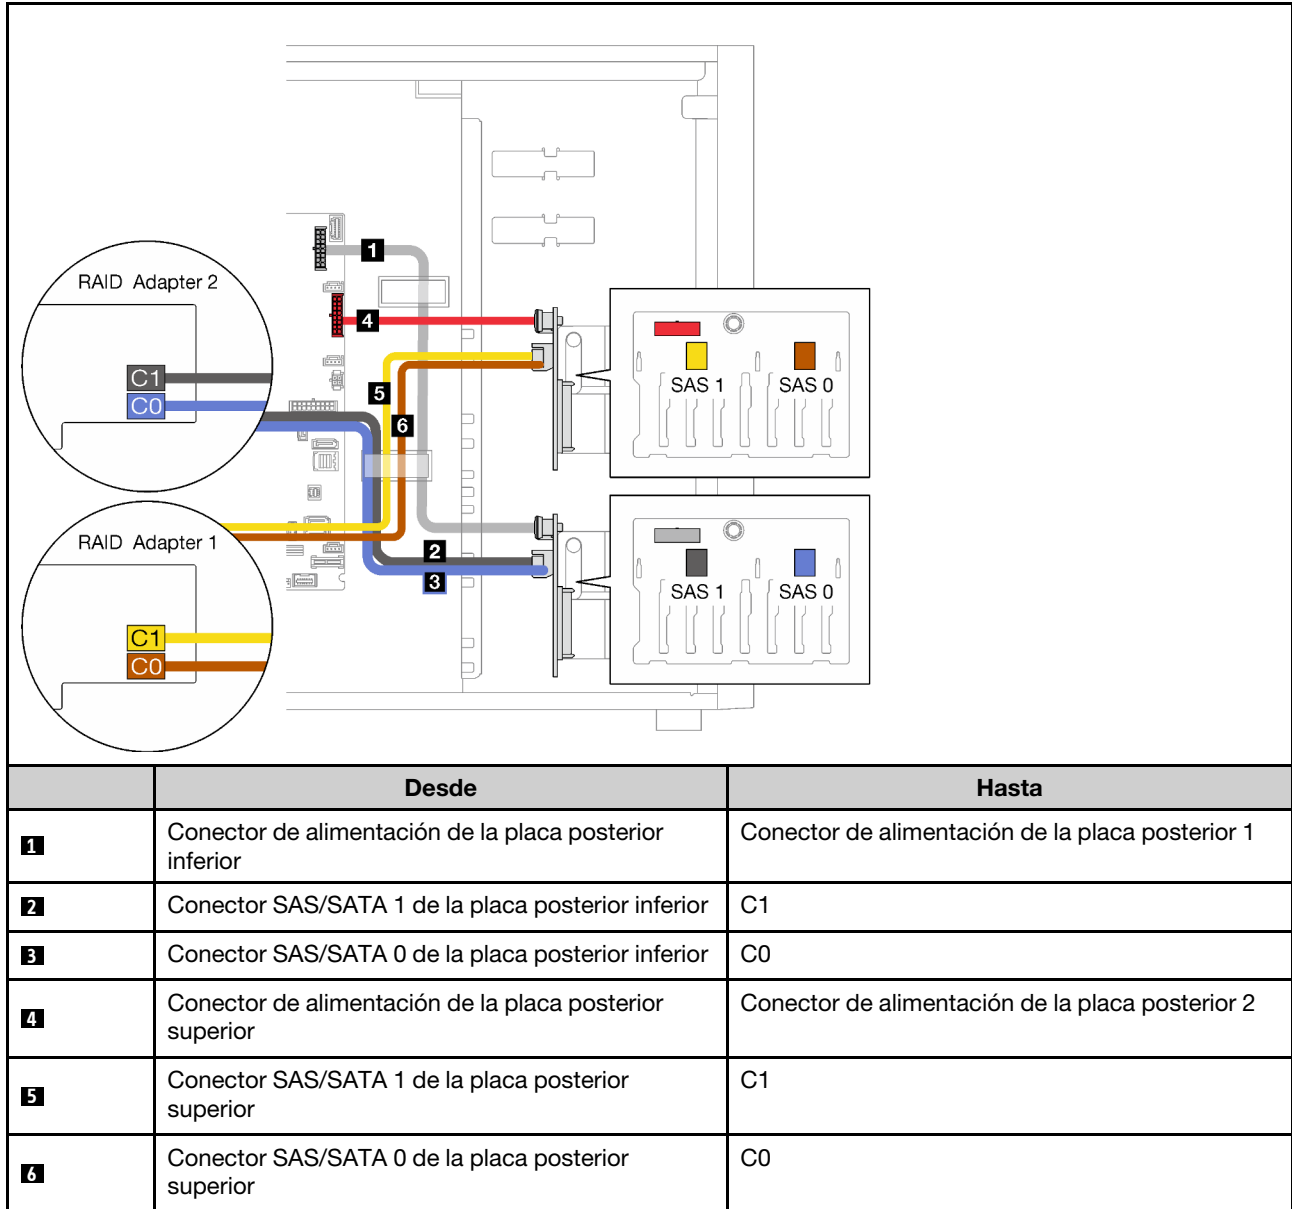 1
RAID Adapter 2
4
C1
C0
5
6
SAS 1 SAS 0
RAID Adapter 1
2
3
SAS 1 SAS 0
C1
C0
Desde Hasta
1 Conector de alimentación de la placa posterior inferior Conector de alimentación de la placa posterior 1
2 Conector SAS/SATA 1 de la placa posterior inferior C1
3 Conector SAS/SATA 0 de la placa posterior inferior C0
4 Conector de alimentación de la placa posterior superior Conector de alimentación de la placa posterior 2
5 Conector SAS/SATA 1 de la placa posterior superior C1
6 Conector SAS/SATA 0 de la placa posterior superior C0